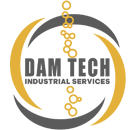 DAM TECH
INDUSTRIAL SERVICES